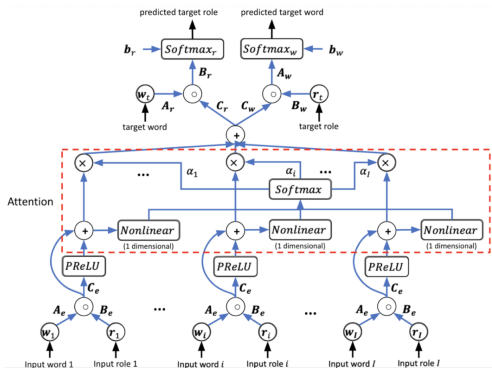 predicted target role predicted target word
b_r Softmax_r Softmax_w b_w
B_r A_w
w_t A_r C_r C_w B_w r_t
target word target role
+
× ... × ... ×
α_1 α_i α_I
Attention Softmax
+ Nonlinear + Nonlinear + Nonlinear
(1 dimensional) (1 dimensional) (1 dimensional)
PReLU PReLU PReLU
C_e C_e C_e
A_e B_e ... A_e B_e ... A_e B_e
w_1 r_1 w_i r_i w_I r_I
Input word 1 Input role 1 Input word i Input role i Input word I Input role I